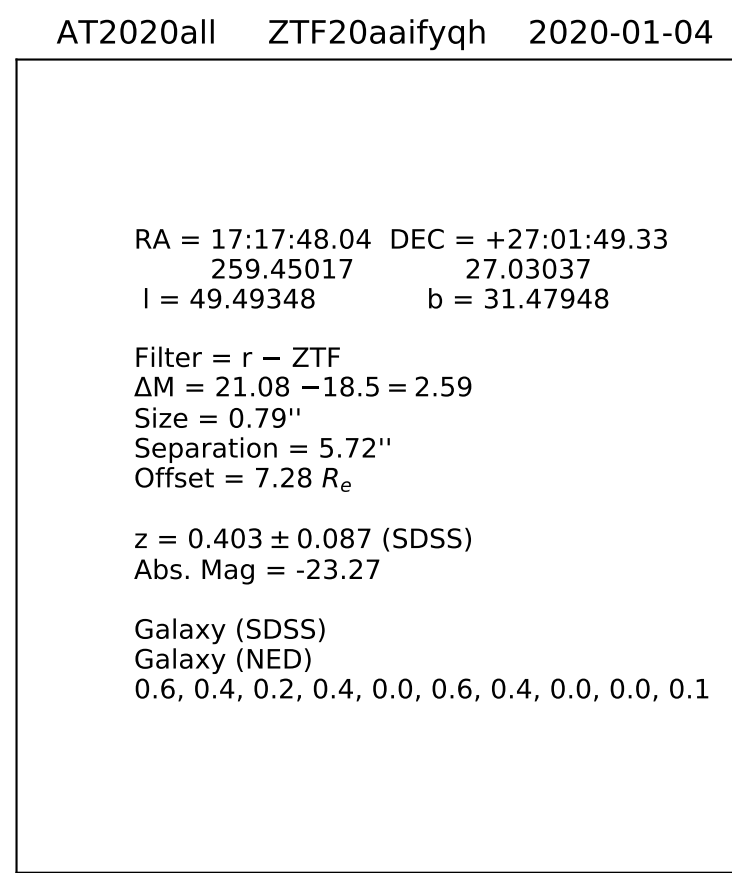 AT2020all ZTF20aaifyqh 2020-01-04
RA = 17:17:48.04 DEC = +27:01:49.33
259.45017 27.03037
l = 49.49348 b = 31.47948
Filter = r − ZTF
ΔM = 21.08 −18.5 = 2.59
Size = 0.79''
Separation = 5.72''
Offset = 7.28 Rₑ
z = 0.403 ± 0.087 (SDSS)
Abs. Mag = -23.27
Galaxy (SDSS)
Galaxy (NED)
0.6, 0.4, 0.2, 0.4, 0.0, 0.6, 0.4, 0.0, 0.0, 0.1